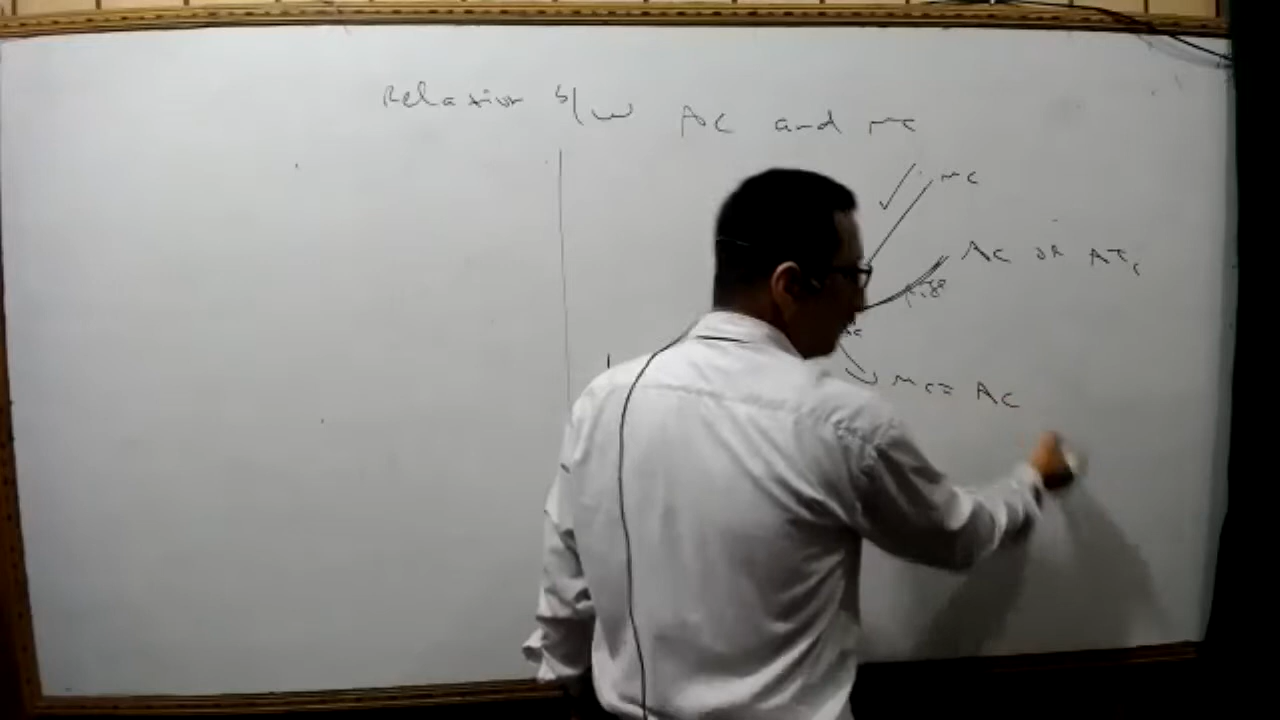 Relation b/w AC and MC
MC
AC OR ATC
MC = AC